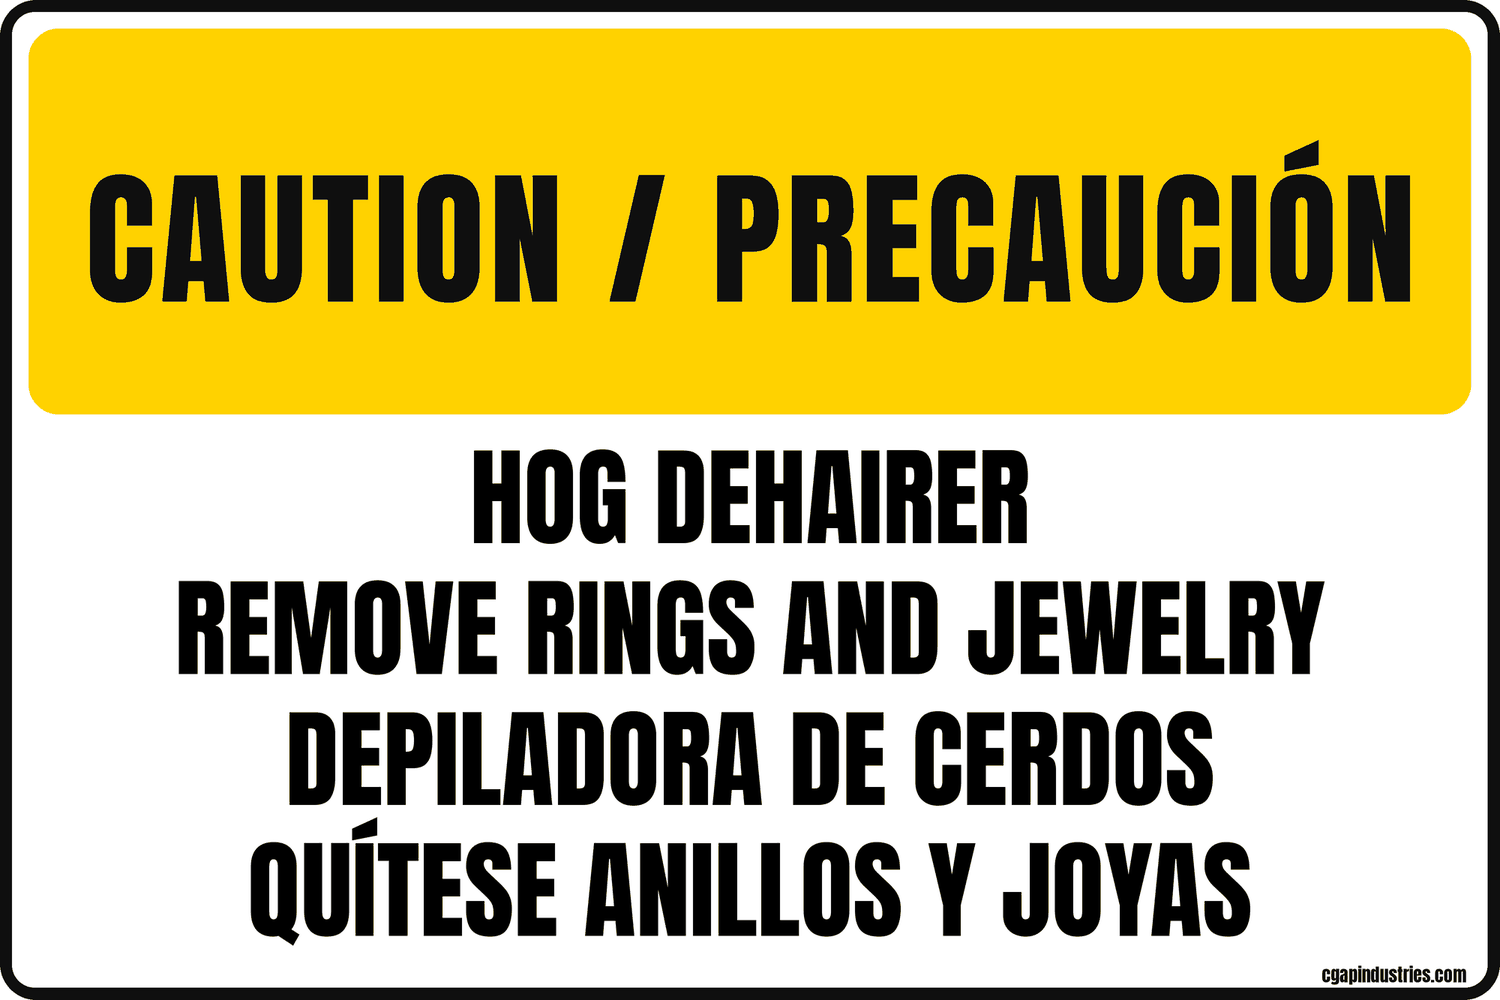 CAUTION / PRECAUCIÓN
HOG DEHAIRER
REMOVE RINGS AND JEWELRY
DEPILADORA DE CERDOS
QUÍTESE ANILLOS Y JOYAS
cgapindustries.com